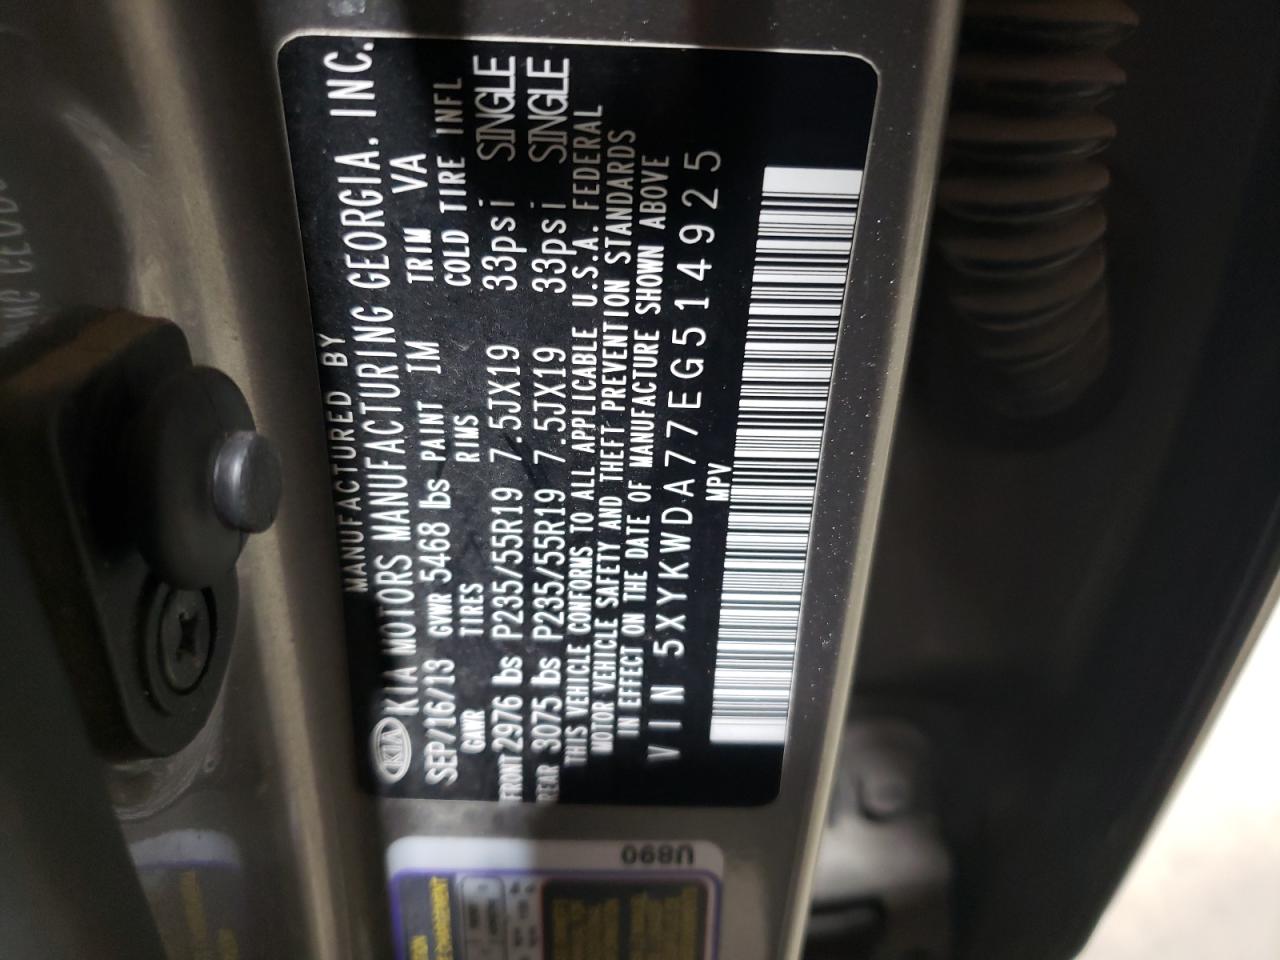 MANUFACTURED BY
KIA KIA MOTORS MANUFACTURING GEORGIA, INC.
SEP/16/13 GVWR 5468 lbs PAINT IM TRIM VA
GAWR TIRES RIMS COLD TIRE INFL
FRONT 2976 lbs P235/55R19 7.5JX19 33psi SINGLE
REAR 3075 lbs P235/55R19 7.5JX19 33psi SINGLE
THIS VEHICLE CONFORMS TO ALL APPLICABLE U.S.A. FEDERAL
MOTOR VEHICLE SAFETY AND THEFT PREVENTION STANDARDS
IN EFFECT ON THE DATE OF MANUFACTURE SHOWN ABOVE
VIN 5XYKWDA77EG514925
MPV
U890